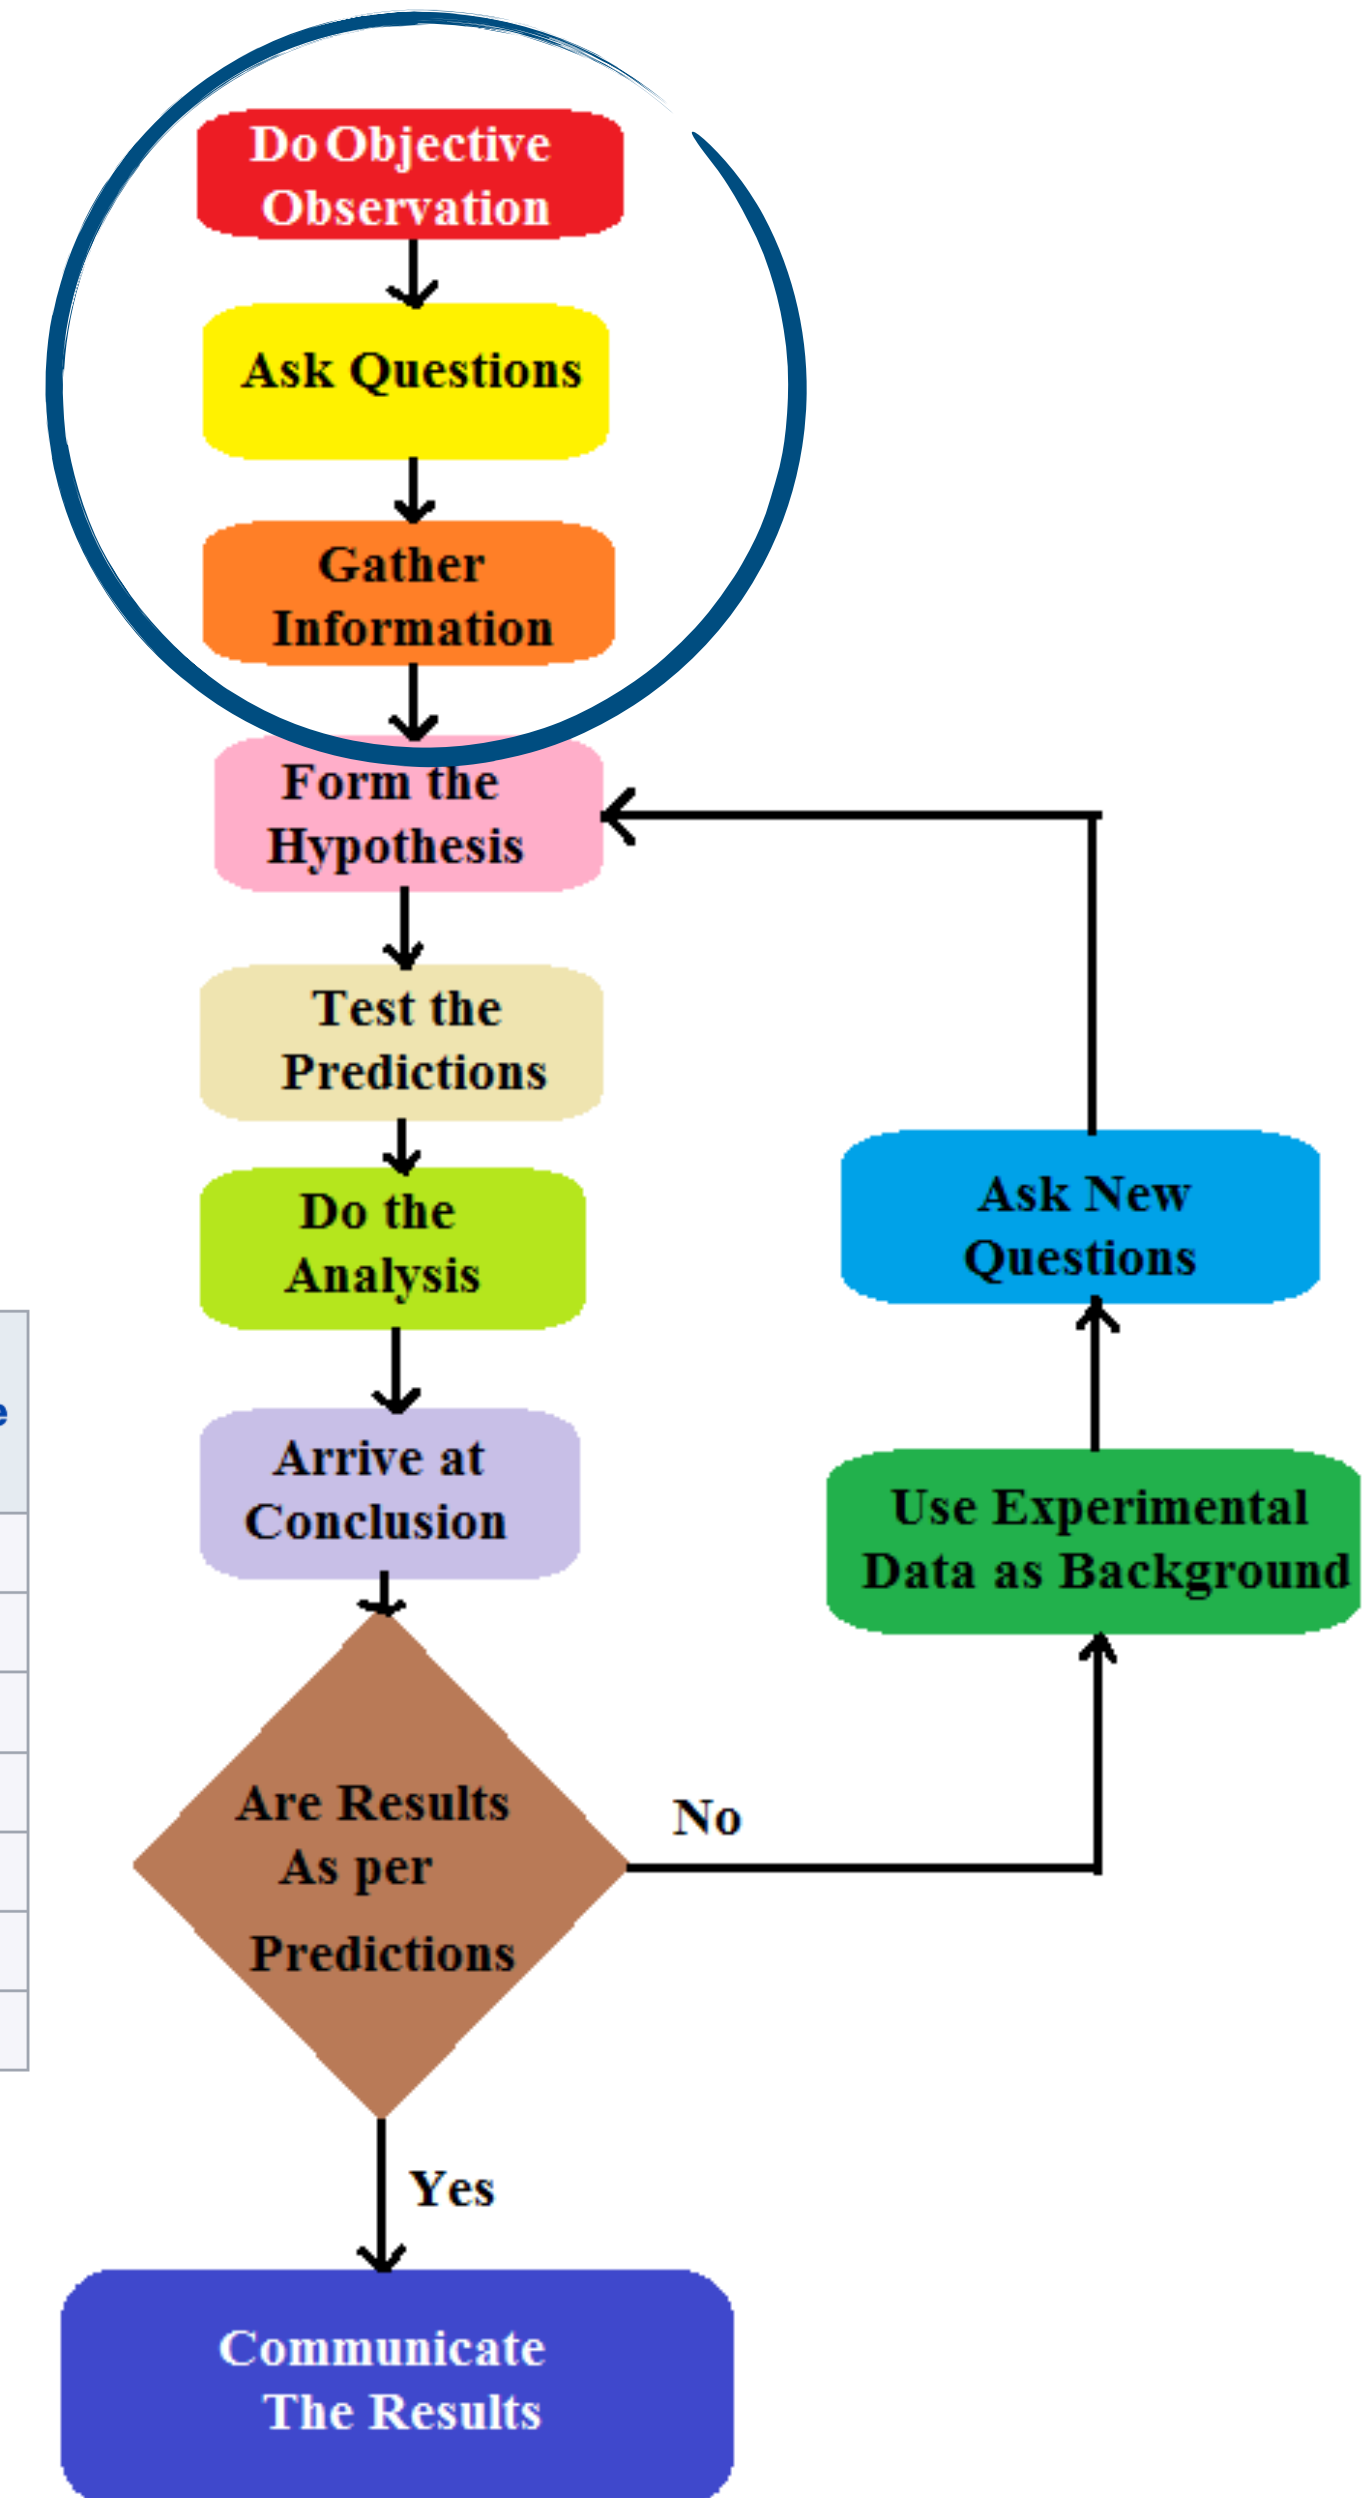 Do Objective
Observation
Ask Questions
Gather
Information
Form the
Hypothesis
Test the
Predictions
Do the
Analysis
Arrive at
Conclusion
Are Results
As per
Predictions
No
Yes
Communicate
The Results
Use Experimental
Data as Background
Ask New
Questions